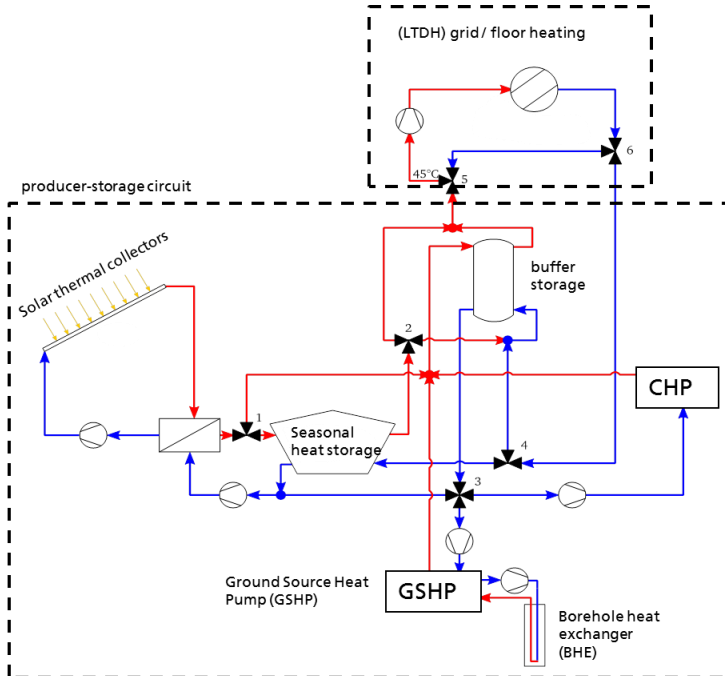 (LTDH) grid / floor heating
6
45°C
5
producer-storage circuit
Solar thermal collectors
buffer
storage
2
CHP
1
Seasonal
heat storage
4
3
Ground Source Heat
Pump (GSHP)
GSHP
Borehole heat
exchanger
(BHE)